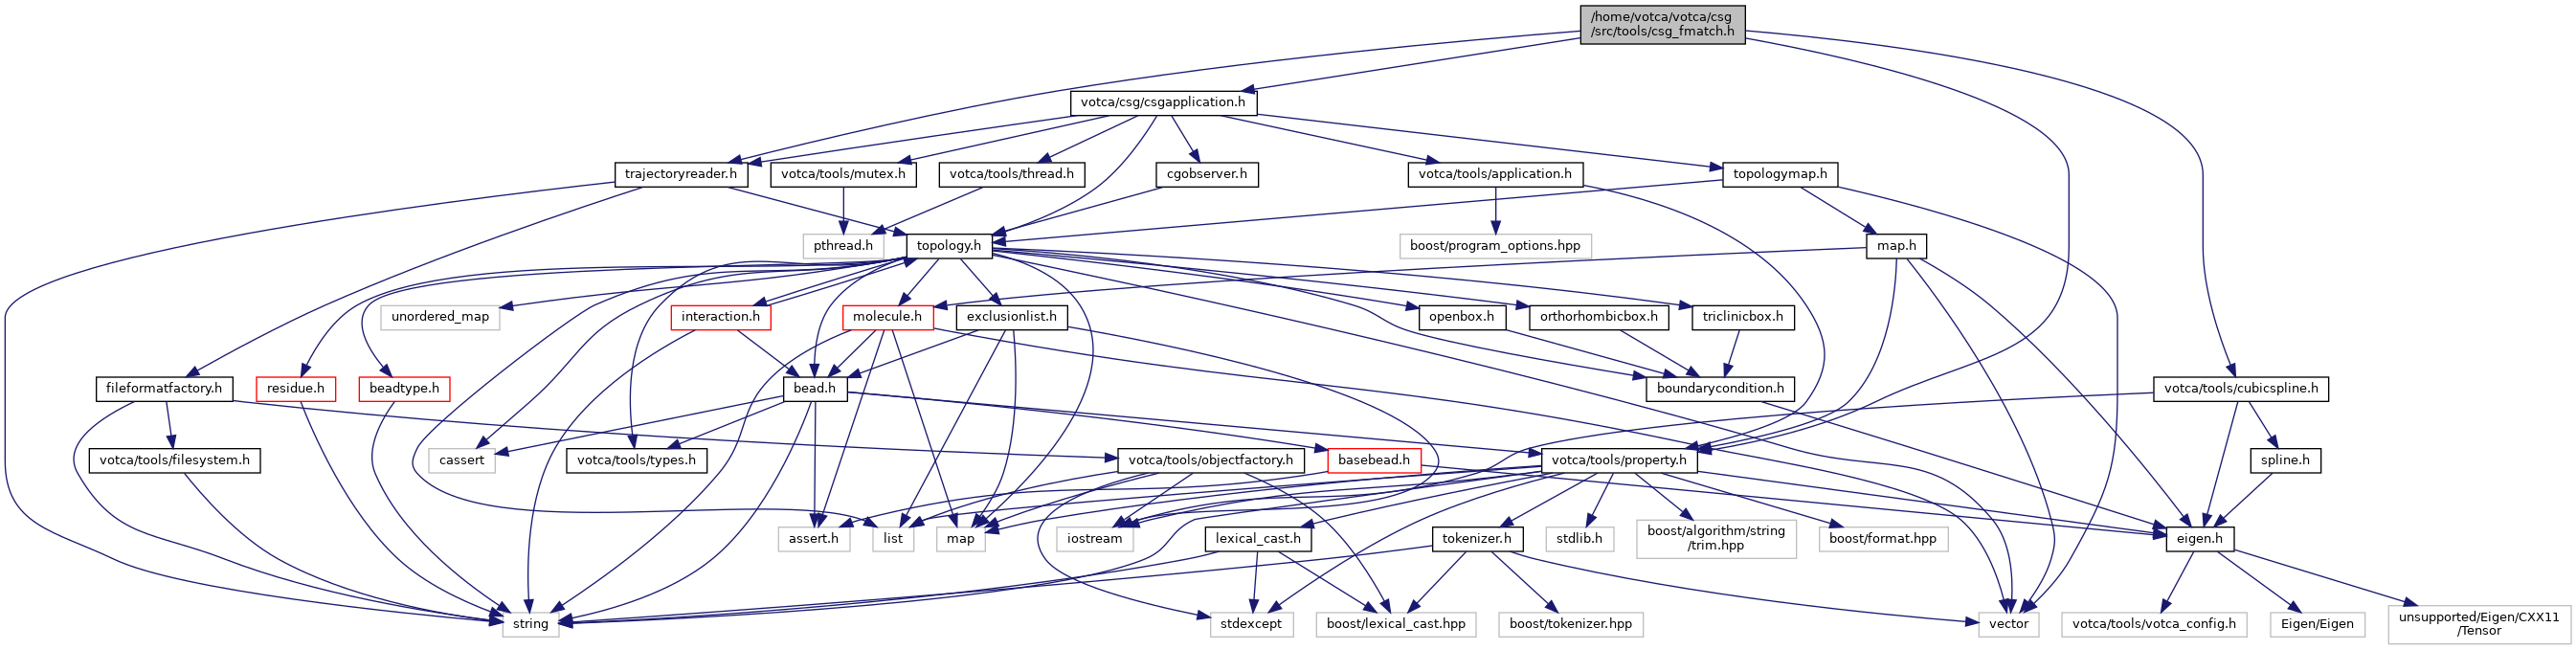 /home/votca/votca/csg
/src/tools/csg_fmatch.h
votca/csg/csgapplication.h
trajectoryreader.h
votca/tools/mutex.h
votca/tools/thread.h
cgobserver.h
votca/tools/application.h
topologymap.h
pthread.h
topology.h
boost/program_options.hpp
map.h
unordered_map
interaction.h
molecule.h
exclusionlist.h
openbox.h
orthorhombicbox.h
triclinicbox.h
fileformatfactory.h
residue.h
beadtype.h
bead.h
boundarycondition.h
votca/tools/cubicspline.h
votca/tools/filesystem.h
cassert
votca/tools/types.h
votca/tools/objectfactory.h
basebead.h
votca/tools/property.h
spline.h
assert.h
list
map
iostream
lexical_cast.h
tokenizer.h
stdlib.h
boost/algorithm/string
/trim.hpp
boost/format.hpp
eigen.h
string
stdexcept
boost/lexical_cast.hpp
boost/tokenizer.hpp
vector
votca/tools/votca_config.h
Eigen/Eigen
unsupported/Eigen/CXX11
/Tensor